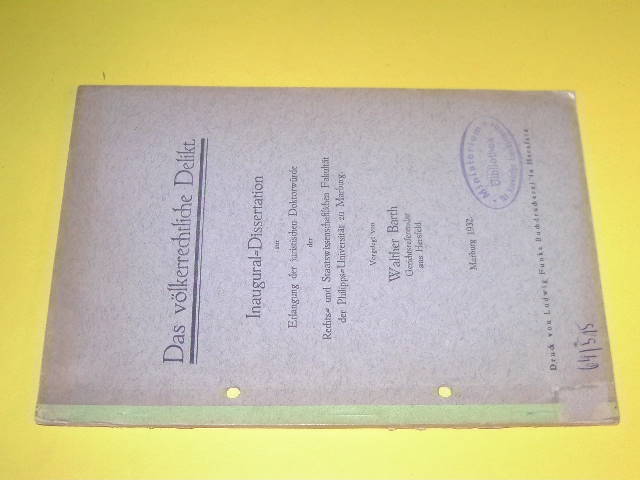 Das völkerrechtliche Delikt.
Inaugural-Dissertation
zur
Erlangung der juristischen Doktorwürde
der
Rechts- und Staatswissenschaftlichen Fakultät
der Philipps-Universität zu Marburg.
Vorgelegt von
Walther Barth
Gerichtsreferendar
aus Hersfeld
Marburg 1932
Ministerium
Bibliothek
Druck von Ludwig Funks Buchdruckerei in Hersfeld
64/515